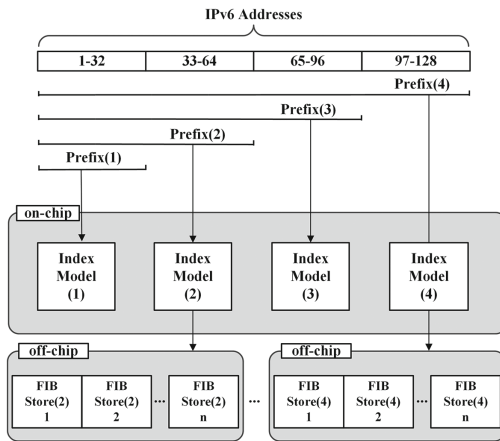 IPv6 Addresses
1-32 33-64 65-96 97-128
Prefix(4)
Prefix(3)
Prefix(2)
Prefix(1)
on-chip
Index Model (1)
Index Model (2)
Index Model (3)
Index Model (4)
off-chip
FIB Store(2) 1
FIB Store(2) 2
...
FIB Store(2) n
...
off-chip
FIB Store(4) 1
FIB Store(4) 2
...
FIB Store(4) n